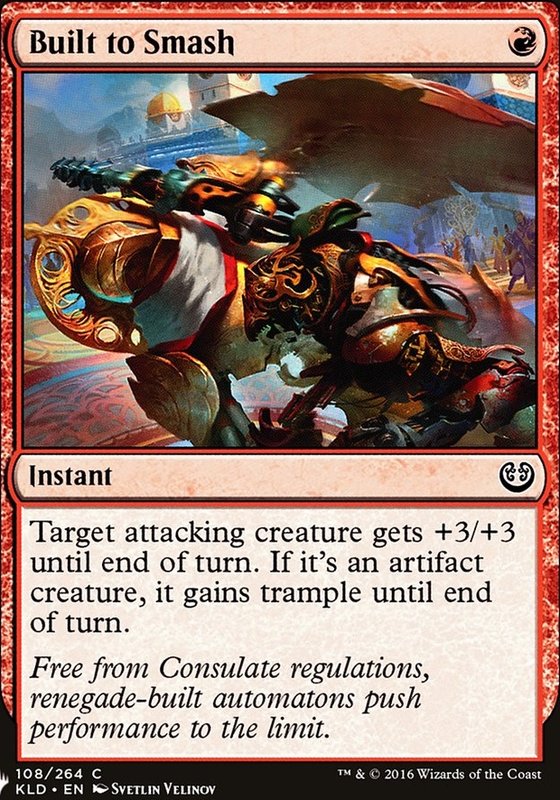 Built to Smash
Instant
Target attacking creature gets +3/+3
until end of turn. If it's an artifact
creature, it gains trample until end
of turn.
Free from Consulate regulations,
renegade-built automatons push
performance to the limit.
108/264 C
KLD • EN Svetlin Velinov
™ & © 2016 Wizards of the Coast